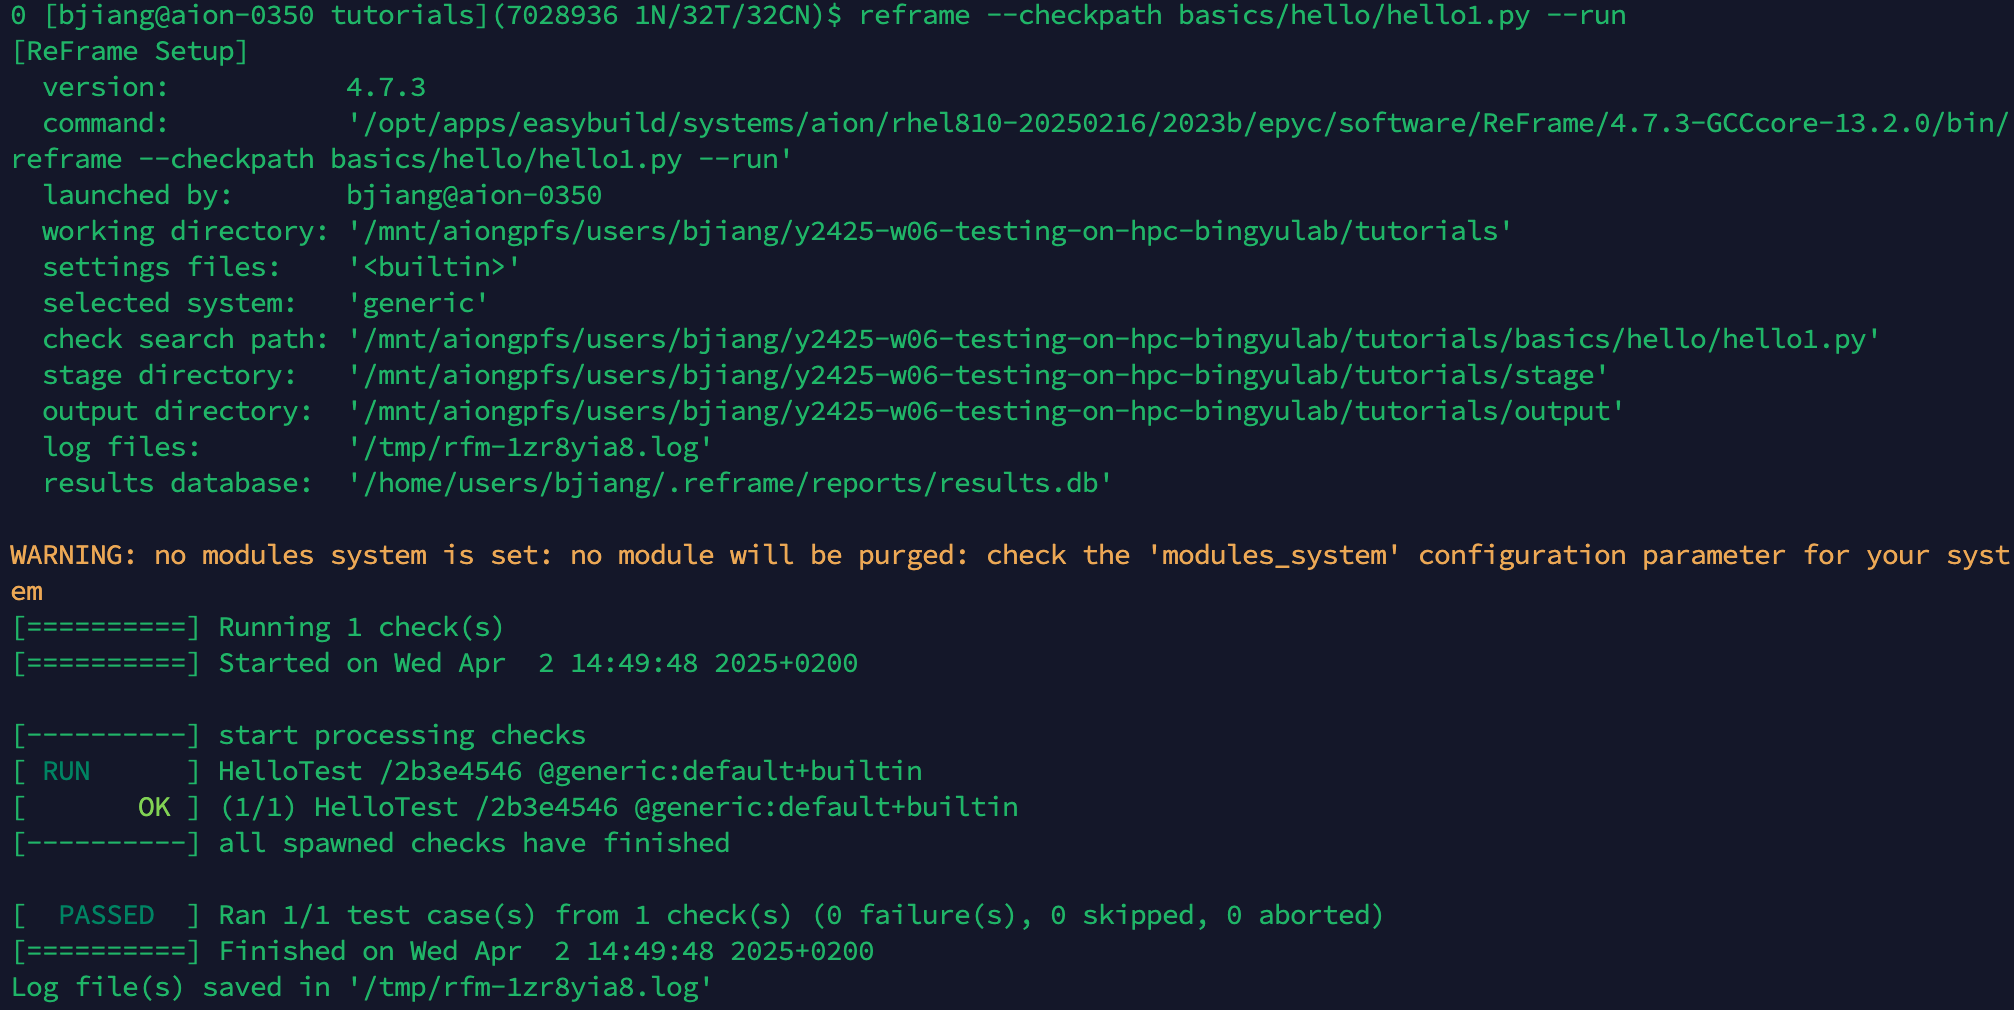 0 [bjiang@aion-0350 tutorials](7028936 1N/32T/32CN)$ reframe --checkpath basics/hello/hello1.py --run
[ReFrame Setup]
  version:           4.7.3
  command:           '/opt/apps/easybuild/systems/aion/rhel810-20250216/2023b/epyc/software/ReFrame/4.7.3-GCCcore-13.2.0/bin/
reframe --checkpath basics/hello/hello1.py --run'
  launched by:       bjiang@aion-0350
  working directory: '/mnt/aiongpfs/users/bjiang/y2425-w06-testing-on-hpc-bingyulab/tutorials'
  settings files:    '<builtin>'
  selected system:   'generic'
  check search path: '/mnt/aiongpfs/users/bjiang/y2425-w06-testing-on-hpc-bingyulab/tutorials/basics/hello/hello1.py'
  stage directory:   '/mnt/aiongpfs/users/bjiang/y2425-w06-testing-on-hpc-bingyulab/tutorials/stage'
  output directory:  '/mnt/aiongpfs/users/bjiang/y2425-w06-testing-on-hpc-bingyulab/tutorials/output'
  log files:         '/tmp/rfm-1zr8yia8.log'
  results database:  '/home/users/bjiang/.reframe/reports/results.db'

WARNING: no modules system is set: no module will be purged: check the 'modules_system' configuration parameter for your syst
em
[==========] Running 1 check(s)
[==========] Started on Wed Apr  2 14:49:48 2025+0200

[----------] start processing checks
[ RUN      ] HelloTest /2b3e4546 @generic:default+builtin
[       OK ] (1/1) HelloTest /2b3e4546 @generic:default+builtin
[----------] all spawned checks have finished

[  PASSED  ] Ran 1/1 test case(s) from 1 check(s) (0 failure(s), 0 skipped, 0 aborted)
[==========] Finished on Wed Apr  2 14:49:48 2025+0200
Log file(s) saved in '/tmp/rfm-1zr8yia8.log'